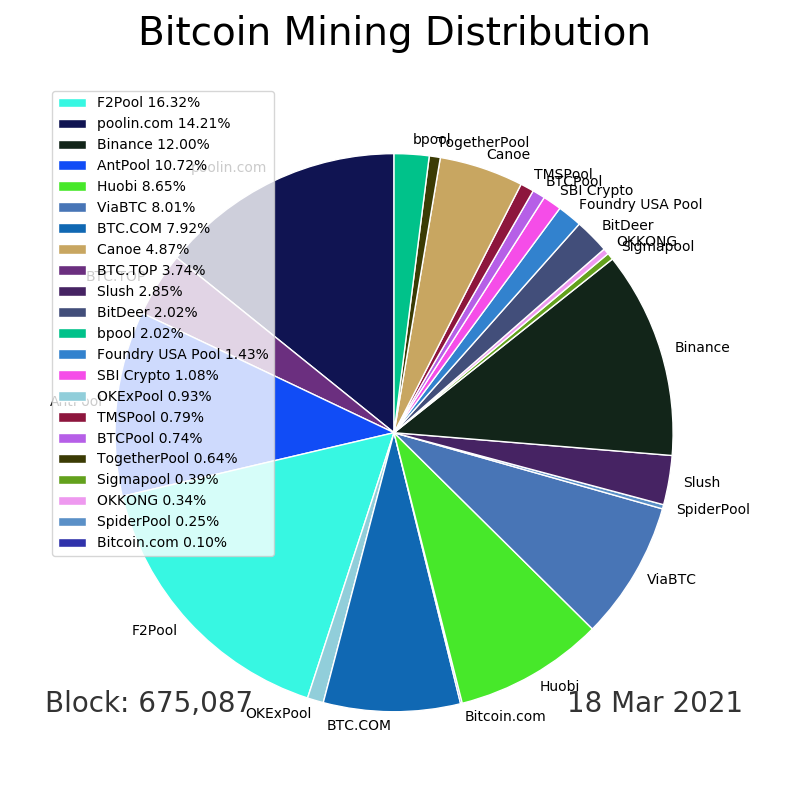 Bitcoin Mining Distribution
F2Pool 16.32%
poolin.com 14.21%
Binance 12.00%
AntPool 10.72%
Huobi 8.65%
ViaBTC 8.01%
BTC.COM 7.92%
Canoe 4.87%
BTC.TOP 3.74%
Slush 2.85%
BitDeer 2.02%
bpool 2.02%
Foundry USA Pool 1.43%
SBI Crypto 1.08%
OKExPool 0.93%
TMSPool 0.79%
BTCPool 0.74%
TogetherPool 0.64%
Sigmapool 0.39%
OKKONG 0.34%
SpiderPool 0.25%
Bitcoin.com 0.10%
bpool
TogetherPool
Canoe
TMSPool
BTCPool
SBI Crypto
Foundry USA Pool
BitDeer
OKKONG
Sigmapool
Binance
Slush
SpiderPool
ViaBTC
Huobi
Bitcoin.com
BTC.COM
OKExPool
F2Pool
AntPool
BTC.TOP
poolin.com
Block: 675,087
18 Mar 2021